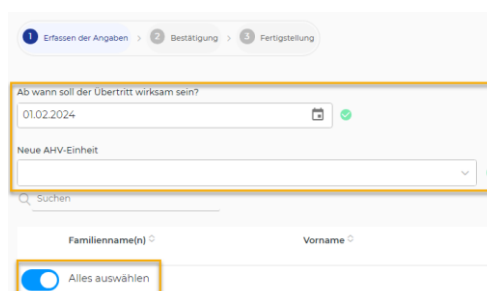 1 Erfassen der Angaben > 2 Bestätigung > 3 Fertigstellung
Ab wann soll der Übertritt wirksam sein?
01.02.2024
Neue AHV-Einheit
Suchen
Familienname(n) Vorname
Alles auswählen